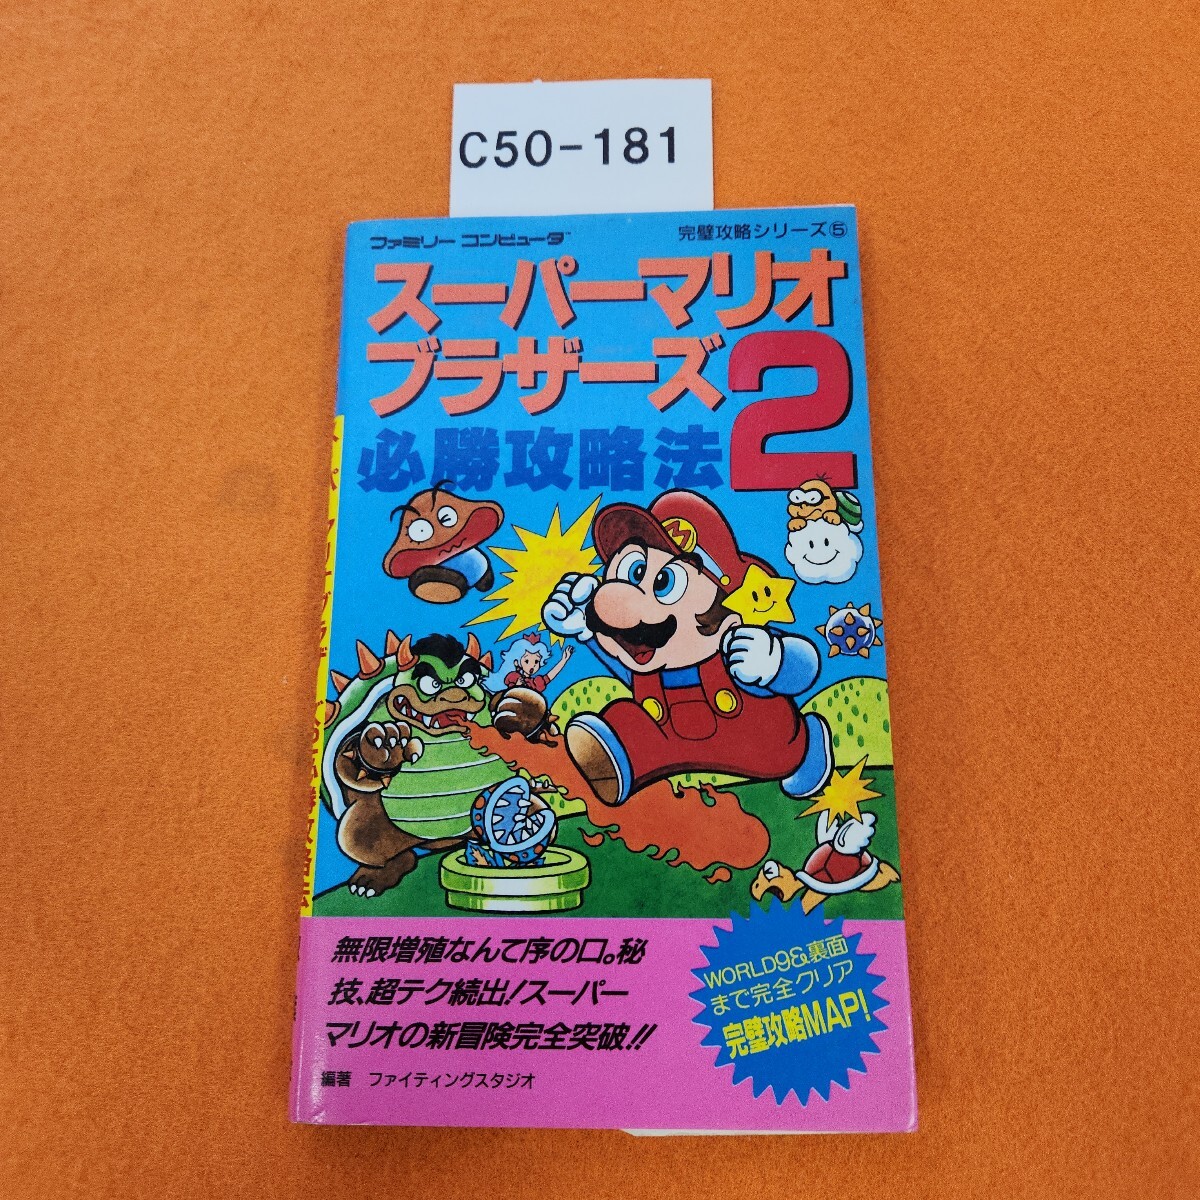 C50-181
ファミリー コンピュータ™
完璧攻略シリーズ⑤
スーパーマリオ
ブラザーズ2
必勝攻略法
M
無限増殖なんて序の口。秘
技、超テク続出!スーパー
マリオの新冒険完全突破!!
編著 ファイティングスタジオ
WORLD9&裏面
まで完全クリア
完璧攻略MAP!